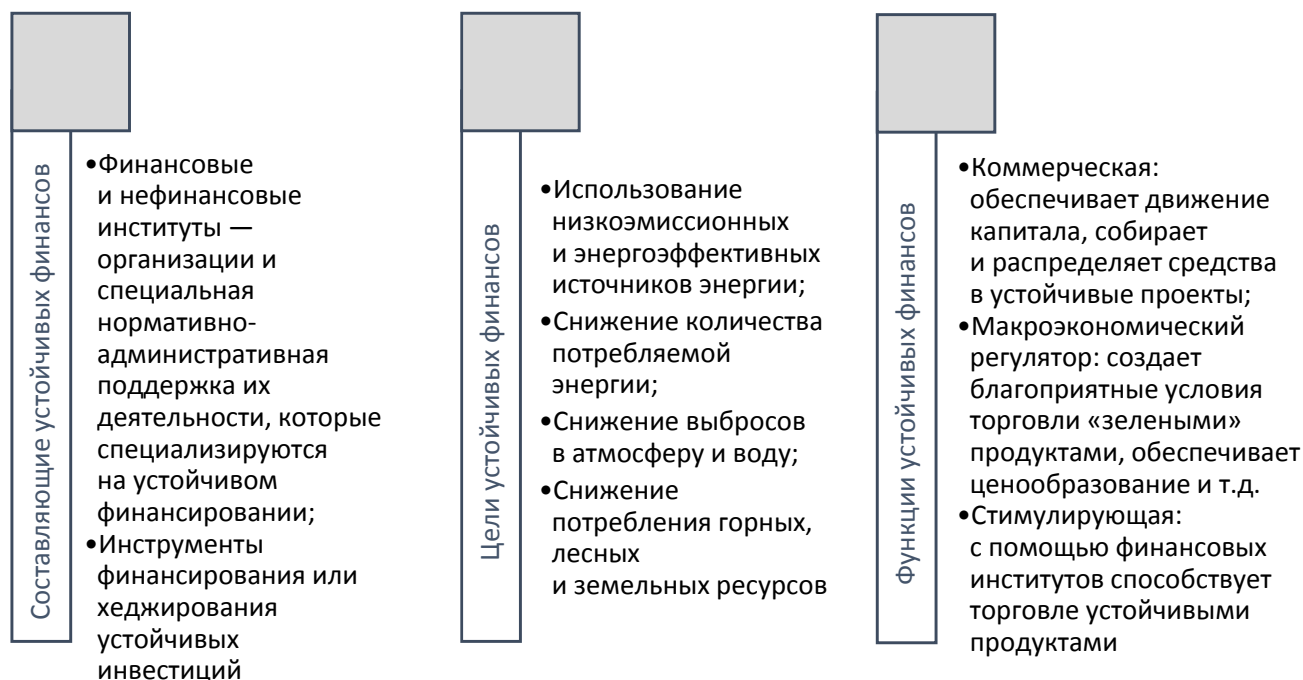 Составляющие устойчивых финансов
•Финансовые
и нефинансовые
институты —
организации и
специальная
нормативно-
административная
поддержка их
деятельности, которые
специализируются
на устойчивом
финансировании;
•Инструменты
финансирования или
хеджирования
устойчивых
инвестиций
Цели устойчивых финансов
•Использование
низкоэмиссионных
и энергоэффективных
источников энергии;
•Снижение количества
потребляемой
энергии;
•Снижение выбросов
в атмосферу и воду;
•Снижение
потребления горных,
лесных
и земельных ресурсов
Функции устойчивых финансов
•Коммерческая:
обеспечивает движение
капитала, собирает
и распределяет средства
в устойчивые проекты;
•Макроэкономический
регулятор: создает
благоприятные условия
торговли «зелеными»
продуктами, обеспечивает
ценообразование и т.д.
•Стимулирующая:
с помощью финансовых
институтов способствует
торговле устойчивыми
продуктами